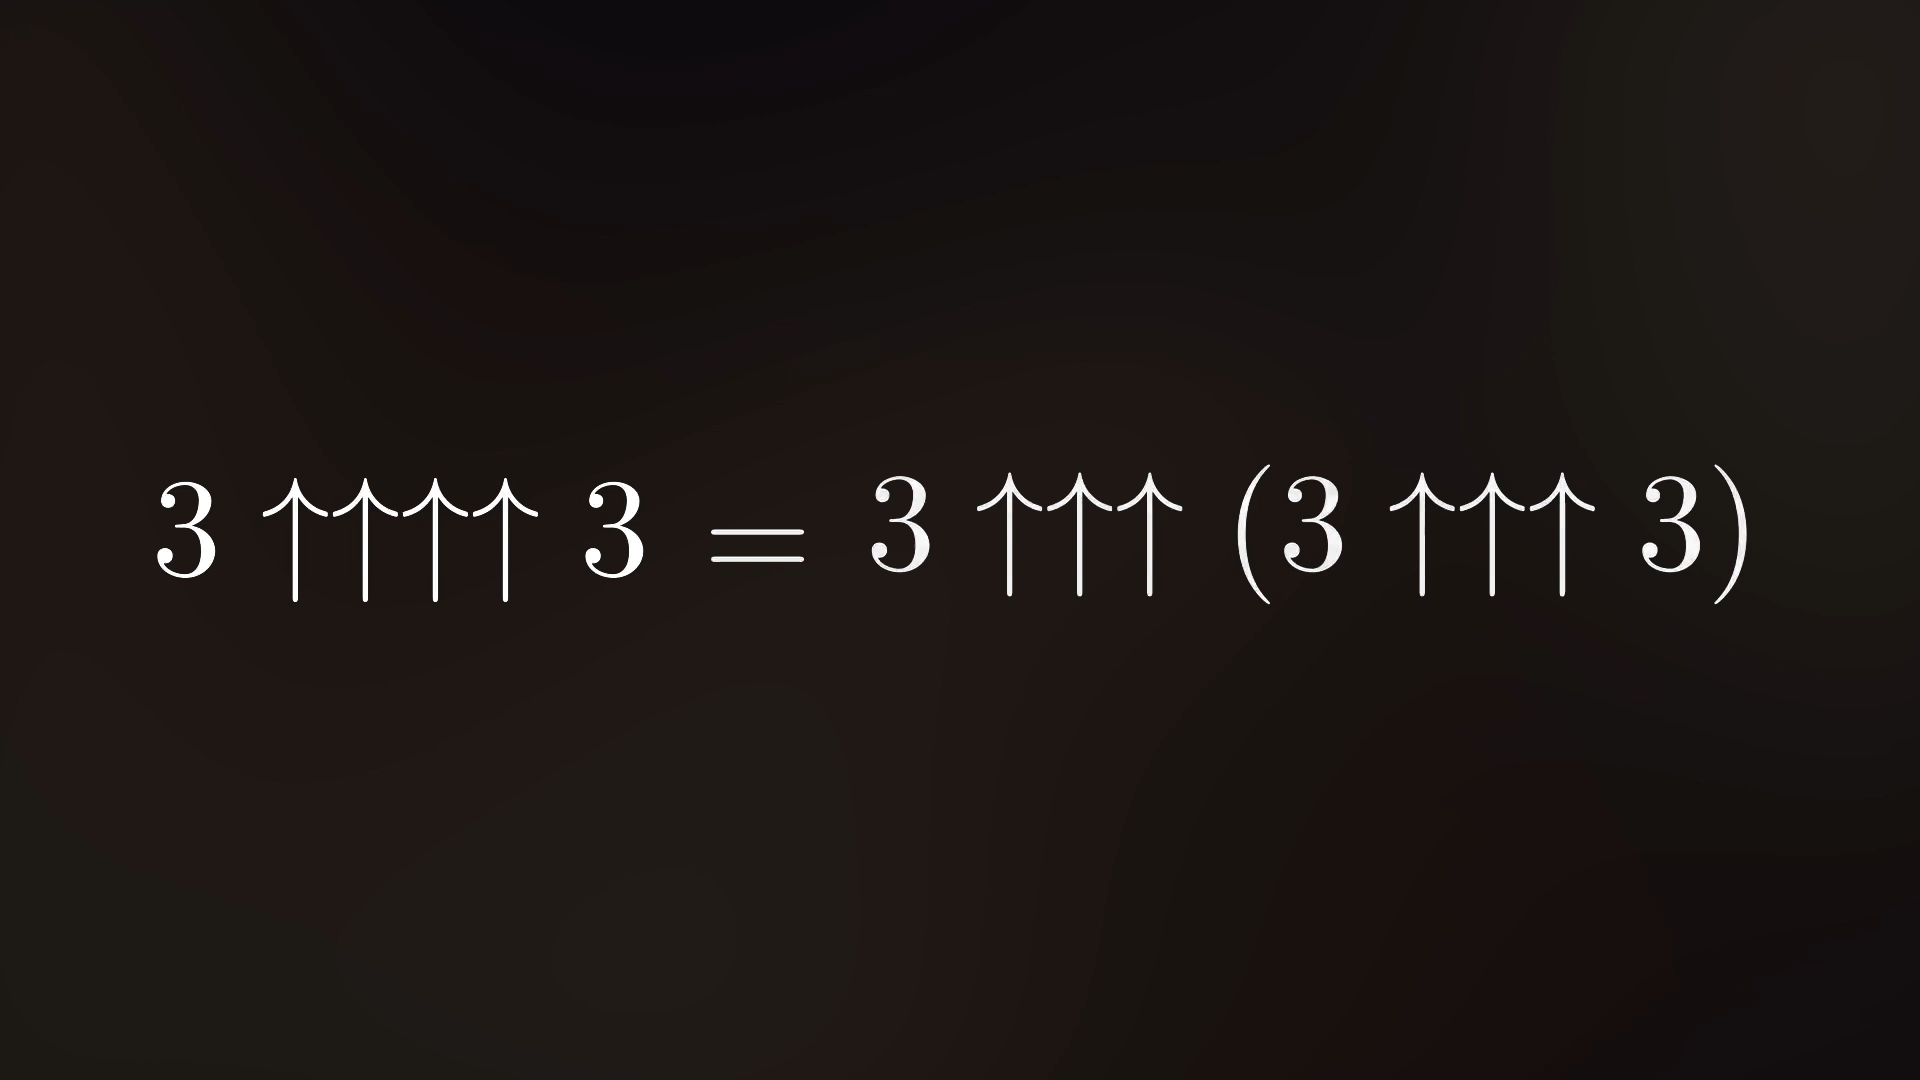 3 ↑↑↑↑ 3 = 3 ↑↑↑ (3 ↑↑↑ 3)